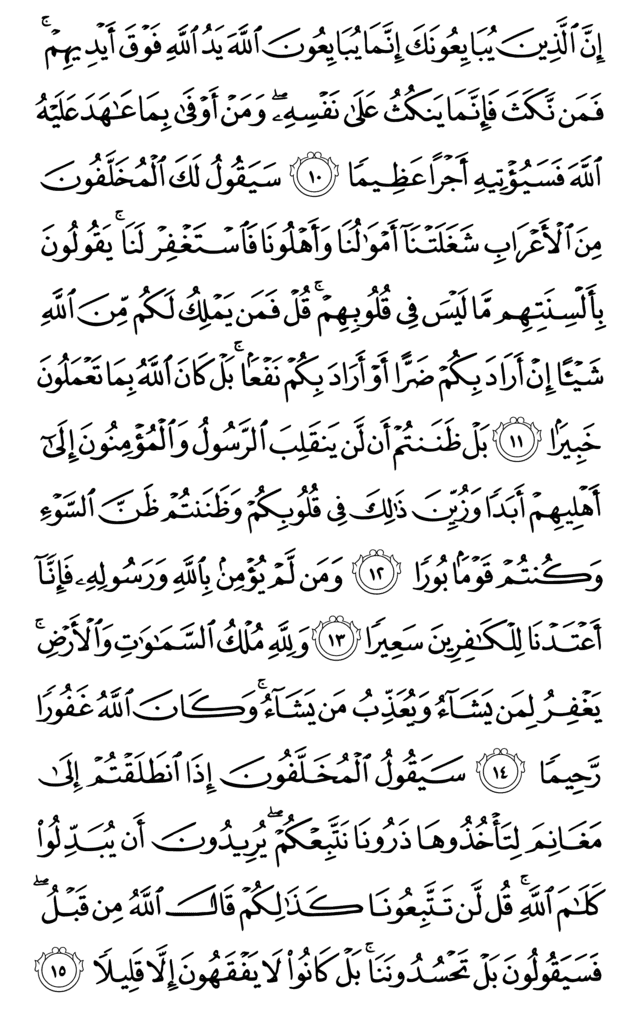 إِنَّ ٱلَّذِينَ يُبَايِعُونَكَ إِنَّمَا يُبَايِعُونَ ٱللَّهَ يَدُ ٱللَّهِ فَوْقَ أَيْدِيهِمْۚ
فَمَن نَّكَثَ فَإِنَّمَا يَنكُثُ عَلَىٰ نَفْسِهِۦۖ وَمَنْ أَوْفَىٰ بِمَا عَٰهَدَ عَلَيْهُ
ٱللَّهَ فَسَيُؤْتِيهِ أَجْرًا عَظِيمًا ١٠ سَيَقُولُ لَكَ ٱلْمُخَلَّفُونَ
مِنَ ٱلْأَعْرَابِ شَغَلَتْنَآ أَمْوَٰلُنَا وَأَهْلُونَا فَٱسْتَغْفِرْ لَنَاۚ يَقُولُونَ
بِأَلْسِنَتِهِم مَّا لَيْسَ فِى قُلُوبِهِمْۚ قُلْ فَمَن يَمْلِكُ لَكُم مِّنَ ٱللَّهِ
شَيْـًٔا إِنْ أَرَادَ بِكُمْ ضَرًّا أَوْ أَرَادَ بِكُمْ نَفْعَۢاۚ بَلْ كَانَ ٱللَّهُ بِمَا تَعْمَلُونَ
خَبِيرَۢا ١١ بَلْ ظَنَنتُمْ أَن لَّن يَنقَلِبَ ٱلرَّسُولُ وَٱلْمُؤْمِنُونَ إِلَىٰٓ
أَهْلِيهِمْ أَبَدًا وَزُيِّنَ ذَٰلِكَ فِى قُلُوبِكُمْ وَظَنَنتُمْ ظَنَّ ٱلسَّوْءِ
وَكُنتُمْ قَوْمَۢا بُورًا ١٢ وَمَن لَّمْ يُؤْمِنۢ بِٱللَّهِ وَرَسُولِهِۦ فَإِنَّآ
أَعْتَدْنَا لِلْكَٰفِرِينَ سَعِيرًا ١٣ وَلِلَّهِ مُلْكُ ٱلسَّمَٰوَٰتِ وَٱلْأَرْضِۚ
يَغْفِرُ لِمَن يَشَآءُ وَيُعَذِّبُ مَن يَشَآءُۚ وَكَانَ ٱللَّهُ غَفُورًا
رَّحِيمًا ١٤ سَيَقُولُ ٱلْمُخَلَّفُونَ إِذَا ٱنطَلَقْتُمْ إِلَىٰ
مَغَانِمَ لِتَأْخُذُوهَا ذَرُونَا نَتَّبِعْكُمْۖ يُرِيدُونَ أَن يُبَدِّلُوا۟
كَلَٰمَ ٱللَّهِۚ قُل لَّن تَتَّبِعُونَا كَذَٰلِكُمْ قَالَ ٱللَّهُ مِن قَبْلُۖ
فَسَيَقُولُونَ بَلْ تَحْسُدُونَنَاۚ بَلْ كَانُوا۟ لَا يَفْقَهُونَ إِلَّا قَلِيلًا ١٥